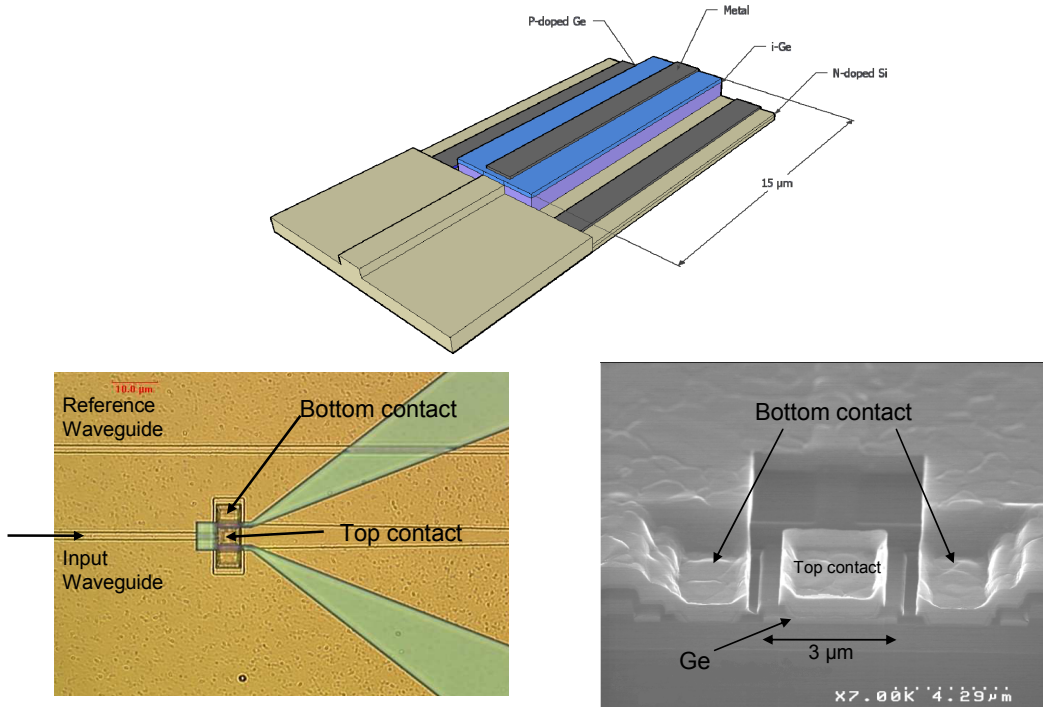 P-doped Ge
Metal
i-Ge
N-doped Si
15 µm
10.0 µm
Reference
Waveguide
Bottom contact
Top contact
Input
Waveguide
Bottom contact
Top contact
Ge
3 µm
X7.00K 4.29µm